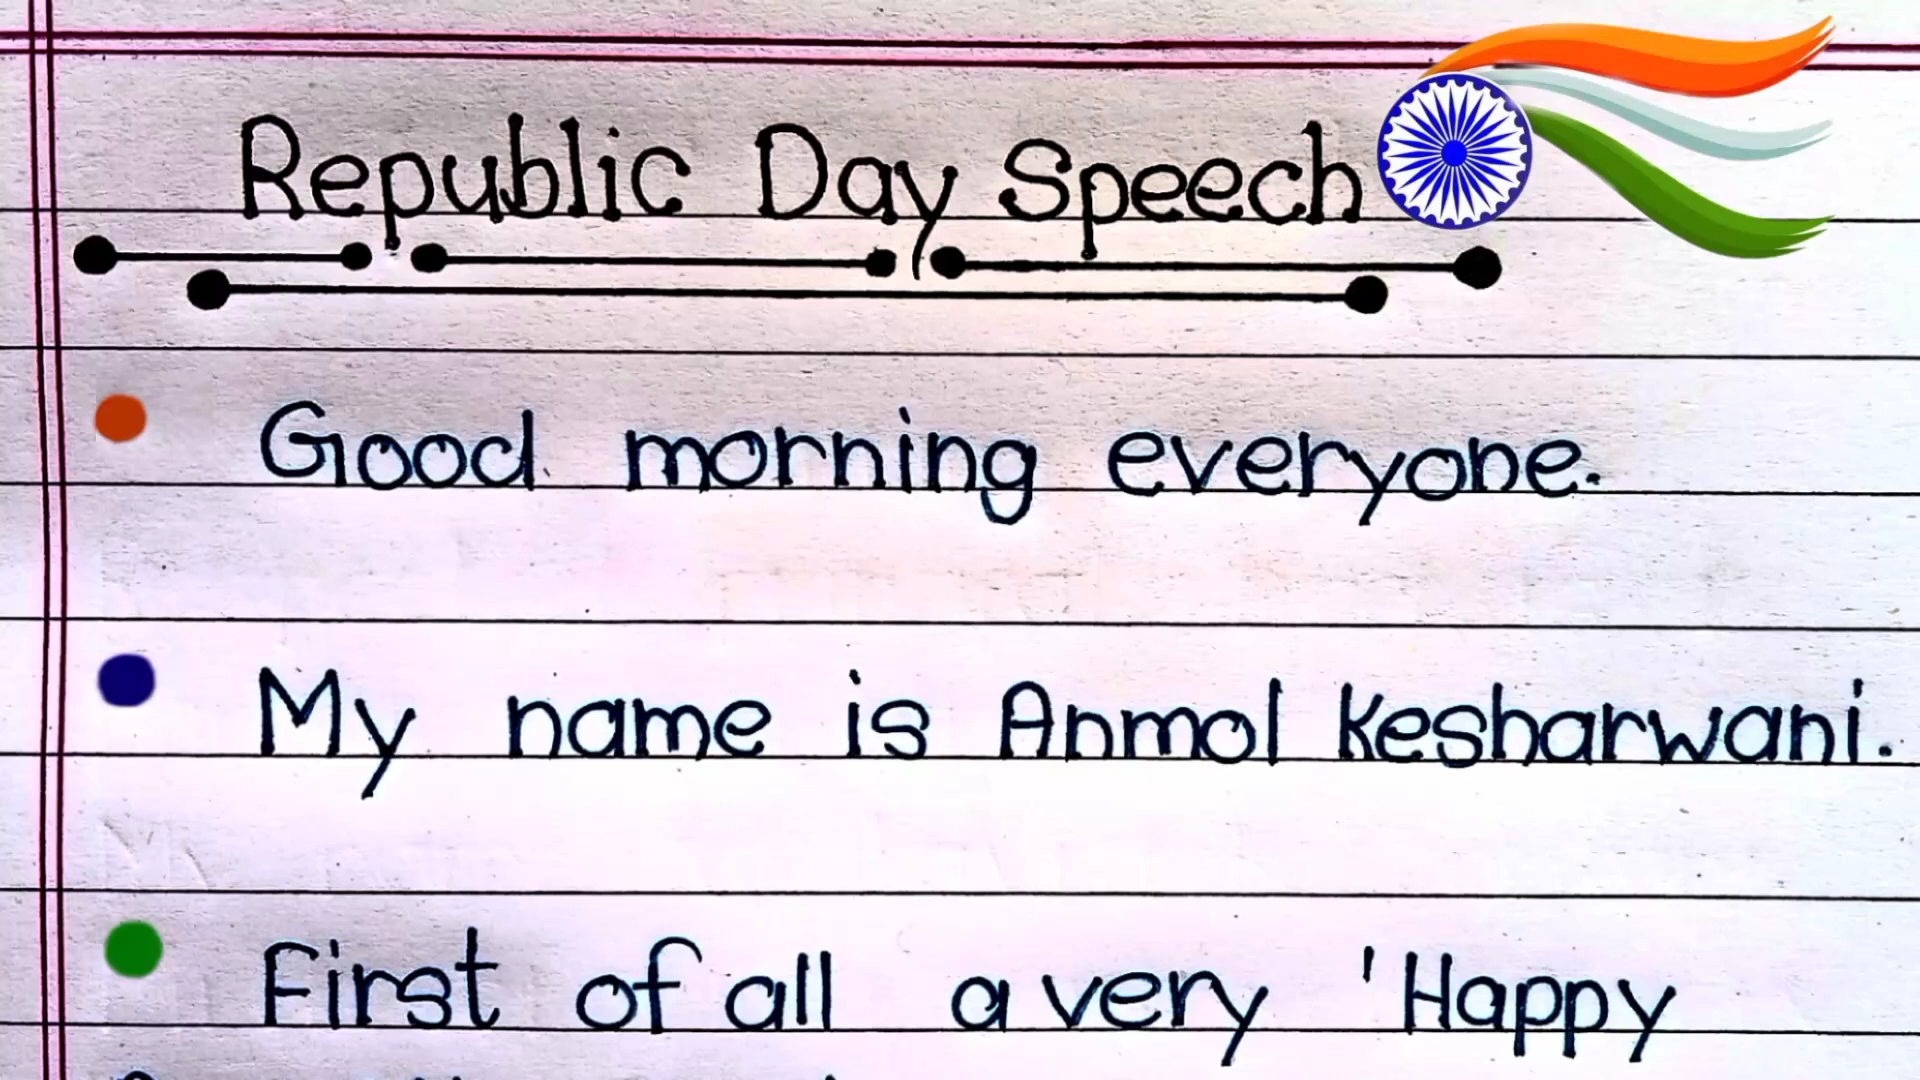 Republic Day Speech
Good morning everyone.
My name is Anmol Kesharwani.
First of all a very 'Happy